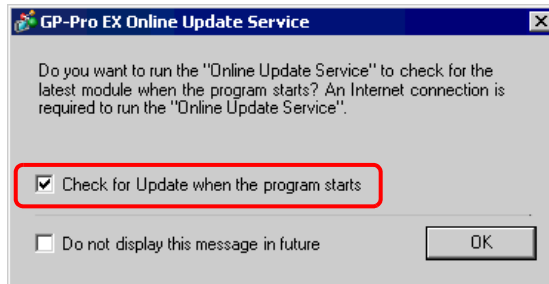 GP-Pro EX Online Update Service
Do you want to run the "Online Update Service" to check for the
latest module when the program starts? An Internet connection is
required to run the "Online Update Service".
Check for Update when the program starts
Do not display this message in future
OK